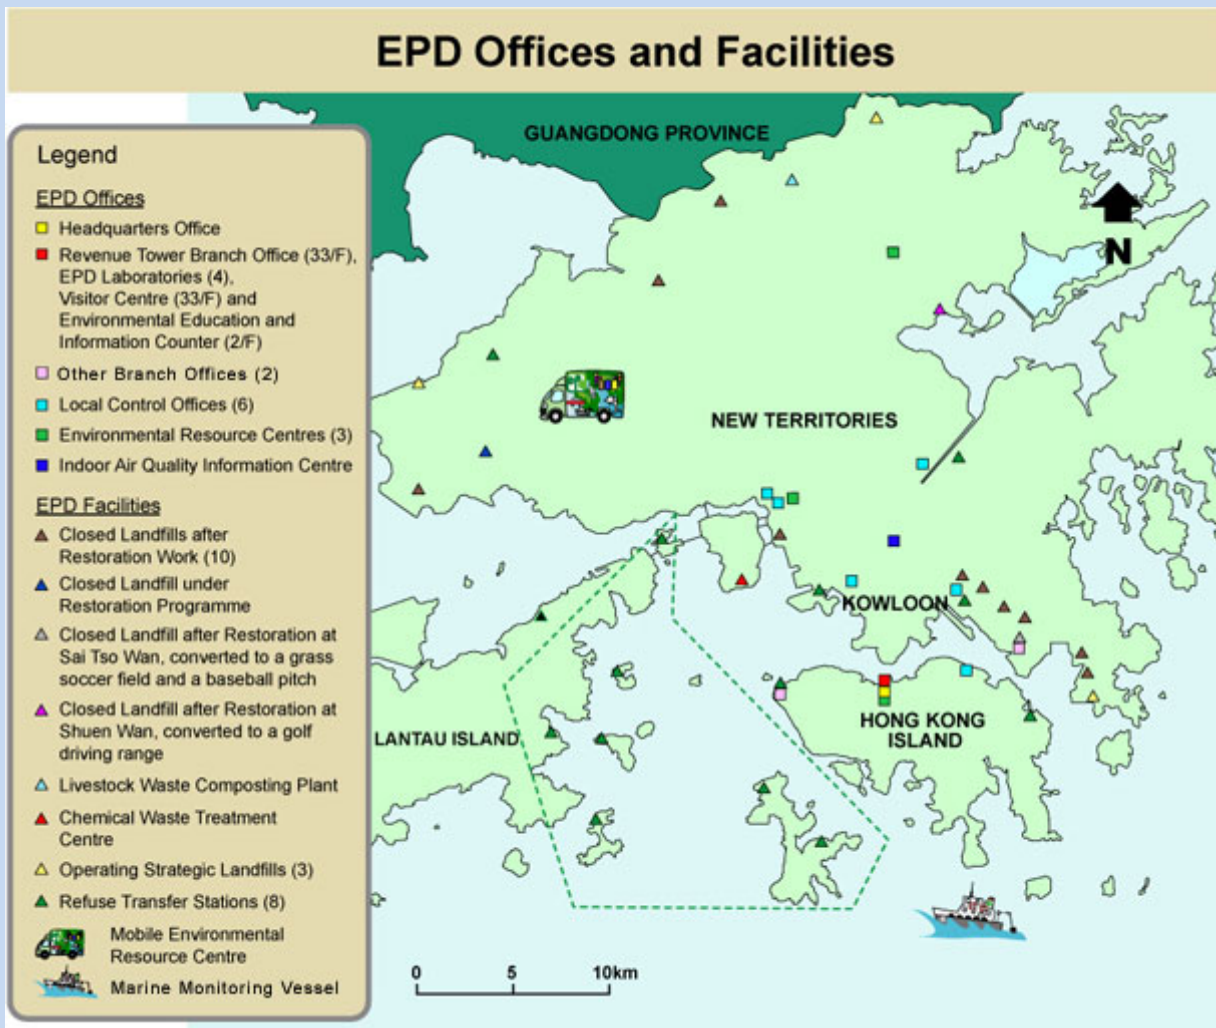 EPD Offices and Facilities
Legend
EPD Offices
Headquarters Office
Revenue Tower Branch Office (33/F),
EPD Laboratories (4),
Visitor Centre (33/F) and
Environmental Education and
Information Counter (2/F)
Other Branch Offices (2)
Local Control Offices (6)
Environmental Resource Centres (3)
Indoor Air Quality Information Centre
EPD Facilities
Closed Landfills after
Restoration Work (10)
Closed Landfill under
Restoration Programme
Closed Landfill after Restoration at
Sai Tso Wan, converted to a grass
soccer field and a baseball pitch
Closed Landfill after Restoration at
Shuen Wan, converted to a golf
driving range
Livestock Waste Composting Plant
Chemical Waste Treatment
Centre
Operating Strategic Landfills (3)
Refuse Transfer Stations (8)
Mobile Environmental
Resource Centre
Marine Monitoring Vessel
GUANGDONG PROVINCE
N
NEW TERRITORIES
KOWLOON
HONG KONG
ISLAND
LANTAU ISLAND
0 5 10km